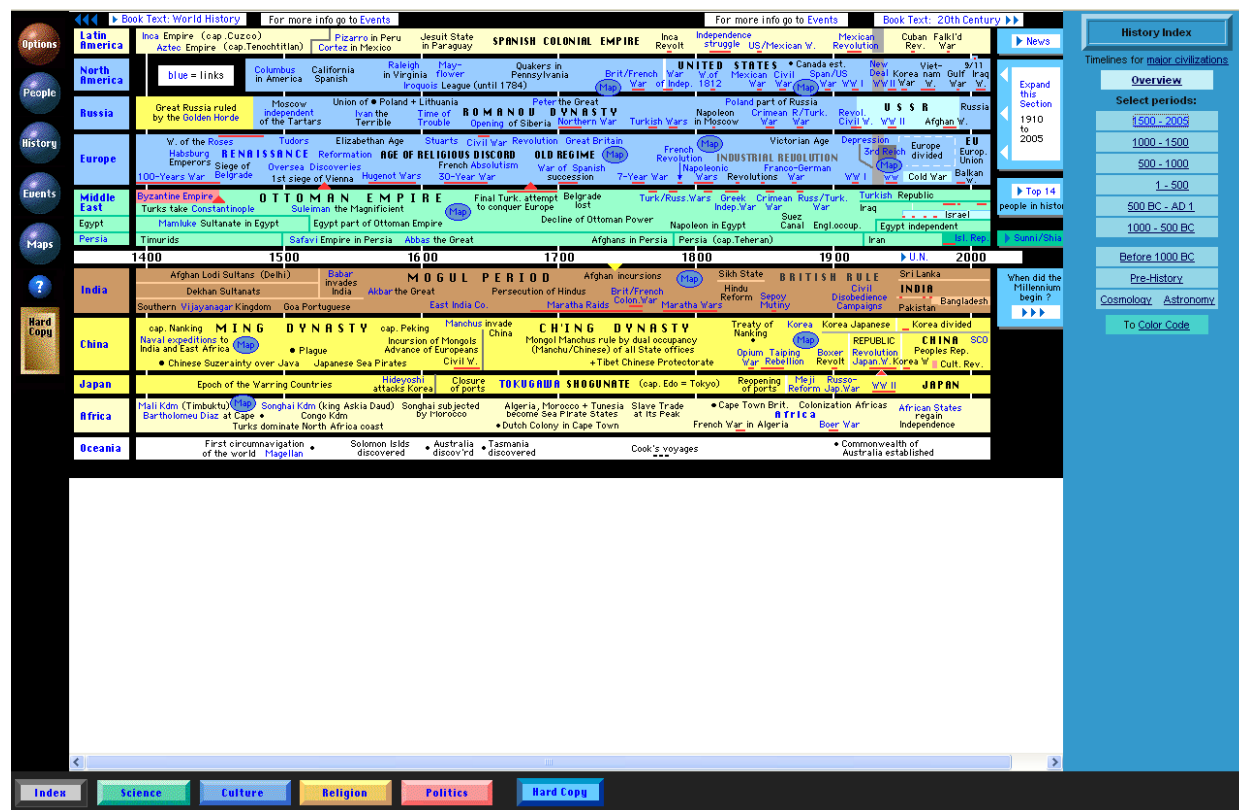 Book Text: World History
For more info go to Events
For more info go to Events
Book Text: 20th Century
Options
People
History
Events
Maps
?
Hard
Copy
Latin
America
Inca Empire (cap.Cuzco)
Aztec Empire (cap.Tenochtitlan)
Pizarro in Peru
Cortez in Mexico
Jesuit State
in Paraguay
SPANISH COLONIAL EMPIRE
Inca
Revolt
Independence
struggle
US/Mexican W.
Mexican
Revolution
Cuban
Rev.
Falkl'd
War
News
North
America
blue = links
Columbus
in America
California
Spanish
Raleigh
in Virginia
May-
flower
Iroquois League (until 1784)
Quakers in
Pennsylvania
Brit/French
Map
War
War
of Indep.
UNITED STATES
W.of
1812
Mexican
War
Civil
War
Map
Canada est.
Span/US
War
WW I
New
Deal
WW II
Korea
War
Viet-
nam
W.
Gulf
War
9/11
Iraq
W.
Expand
this
Section
1910
to
2005
Russia
Great Russia ruled
by the Golden Horde
Moscow
independent
of the Tartars
Union of • Poland + Lithuania
Ivan the
Terrible
Time of
Trouble
ROMANOV DYNASTY
Peter the Great
Opening of Siberia
Northern War
Turkish Wars
Poland part of Russia
Napoleon
in Moscow
Crimean
War
R/Turk.
War
Revol.
Civil W.
USSR
WW II
Afghan W.
Russia
Europe
W. of the Roses
Habsburg
Emperors
100-Years War
RENAISSANCE
Siege of
Belgrade
Tudors
Oversea Discoveries
1st siege of Vienna
Elizabethan Age
Reformation
Hugenot Wars
Stuarts
AGE OF RELIGIOUS DISCORD
French Absolutism
30-Year War
Civil War
Revolution
Great Britain
OLD REGIME
Map
War of Spanish
succession
7-Year War
French
Revolution
Map
Napoleonic
Wars
INDUSTRIAL REVOLUTION
Revolutions
Victorian Age
Franco-German
War
Depression
3rd Reich
Map
WW I
WW
Europe
divided
Cold War
EU
Europ.
Union
Balkan
W.
Middle
East
Byzantine Empire
Turks take Constantinople
OTTOMAN EMPIRE
Suleiman the Magnificient
Map
Final Turk. attempt
to conquer Europe
Belgrade
lost
Decline of Ottoman Power
Turk/Russ.Wars
Greek
Indep.War
Crimean
War
Russ/Turk.
War
Turkish Republic
Iraq
Israel
Top 14
people in histor
Egypt
Mamluke Sultanate in Egypt
Egypt part of Ottoman Empire
Napoleon in Egypt
Suez
Canal
Engl.occup.
Egypt independent
Persia
Timurids
Safavi Empire in Persia
Abbas the Great
Afghans in Persia
Persia (cap.Teheran)
Iran
Isl. Rep.
Sunni/Shia
1400
1500
1600
1700
1800
1900
U.N.
2000
India
Afghan Lodi Sultans (Delhi)
Dekhan Sultanats
Southern Vijayanagar Kingdom
Goa Portuguese
Babar
invades
India
Akbar the Great
MOGUL PERIOD
Persecution of Hindus
East India Co.
Maratha Raids
Afghan incursions
Brit/French
Colon.War
Map
Maratha Wars
Sikh State
Hindu
Reform
Sepoy
Mutiny
BRITISH RULE
Civil
Disobedience
Campaigns
Sri Lanka
INDIA
Bangladesh
Pakistan
When did the
Millennium
begin ?
China
cap. Nanking
MING DYNASTY
cap. Peking
Naval expeditions to
India and East Africa
Map
• Chinese Suzerainty over Java
• Plague
Japanese Sea Pirates
Incursion of Mongols
Advance of Europeans
Civil W.
Manchus invade
China
CH'ING DYNASTY
Mongol Manchus rule by dual occupancy
(Manchu/Chinese) of all State offices
+Tibet Chinese Protectorate
Treaty of
Nanking
Opium
War
Taiping
Rebellion
Korea
Map
Boxer
Revolt
Korea Japanese
REPUBLIC
Revolution
Japan.W.
Korea divided
CHINA
SCO
Peoples Rep.
Korea W
Cult. Rev.
Japan
Epoch of the Warring Countries
Hideyoshi
attacks Korea
Closure
of ports
TOKUGAWA SHOGUNATE (cap. Edo = Tokyo)
Reopening
of ports
Meji
Reform
Russo-
Jap.War
WW II
JAPAN
Africa
Mali Kdm (Timbuktu)
Map
Bartholomeu Diaz at Cape •
Songhai Kdm (king Askia Daud)
Congo Kdm
Turks dominate North Africa coast
Songhai subjected
by Morocco
Algeria, Morocco + Tunesia
become Sea Pirate States
• Dutch Colony in Cape Town
Slave Trade
at Its Peak
• Cape Town Brit.
Africa
French War in Algeria
Colonization Africas
Boer War
African States
regain
Independence
Oceania
First circumnavigation
of the world Magellan
Solomon Islds
discovered
• Australia
discov'rd
• Tasmania
discovered
Cook's voyages
• Commonwealth of
Australia established
History Index
Timelines for major civilizations
Overview
Select periods:
1500 - 2005
1000 - 1500
500 - 1000
1 - 500
500 BC - AD 1
1000 - 500 BC
Before 1000 BC
Pre-History
Cosmology
Astronomy
To Color Code
Index
Science
Culture
Religion
Politics
Hard Copy